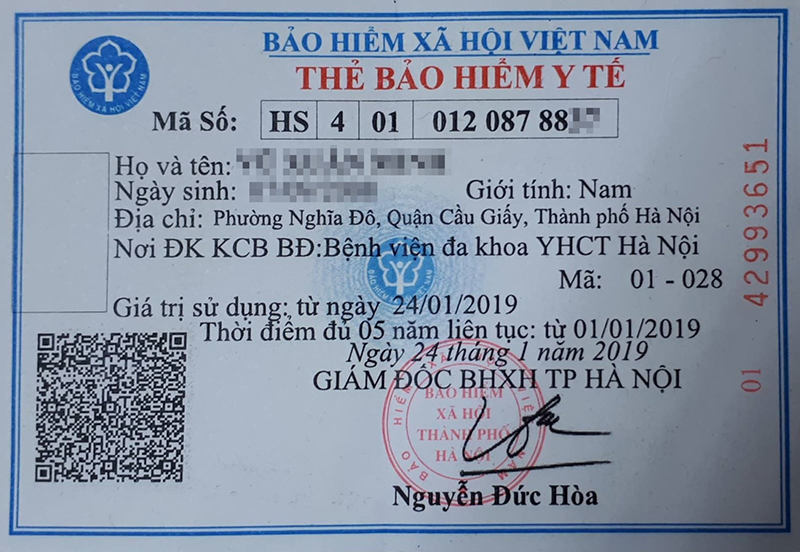 BẢO HIỂM XÃ HỘI VIỆT NAM
THẺ BẢO HIỂM Y TẾ
BẢO HIỂM XÃ HỘI VIỆT NAM
Mã Số: HS 4 01 012 087 88
Họ và tên:
Ngày sinh:
Giới tính: Nam
Địa chỉ: Phường Nghĩa Đô, Quận Cầu Giấy, Thành phố Hà Nội
Nơi ĐK KCB BĐ:Bệnh viện đa khoa YHCT Hà Nội
Mã: 01 - 028
Giá trị sử dụng: từ ngày 24/01/2019
Thời điểm đủ 05 năm liên tục: từ 01/01/2019
Ngày 24 tháng 1 năm 2019
GIÁM ĐỐC BHXH TP HÀ NỘI
BẢO HIỂM
XÃ HỘI
THÀNH PHỐ
HÀ NỘI
BẢO HIỂM XÃ VIỆT NAM
Nguyễn Đức Hòa
01 42993651